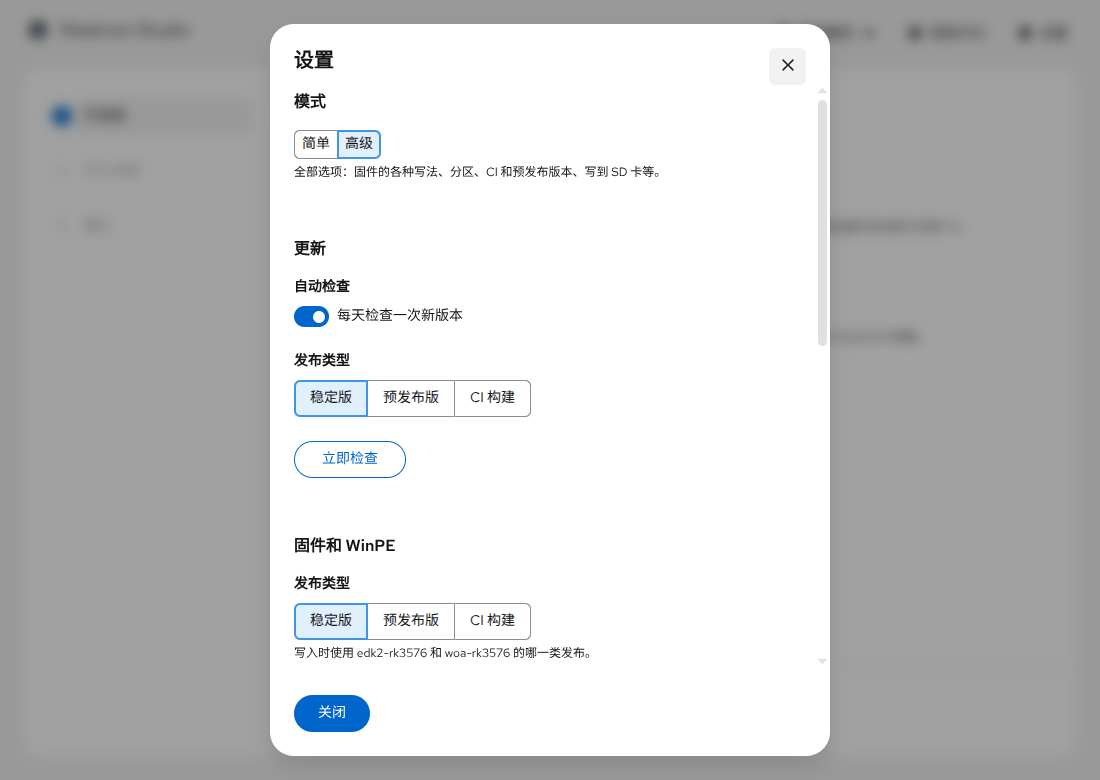 设置
模式
简单 高级
全部选项：固件的各种写法、分区、CI 和预发布版本、写到 SD 卡等。
更新
自动检查
每天检查一次新版本
发布类型
稳定版 预发布版 CI 构建
立即检查
固件和 WinPE
发布类型
稳定版 预发布版 CI 构建
写入时使用 edk2-rk3576 和 woa-rk3576 的哪一类发布。
关闭